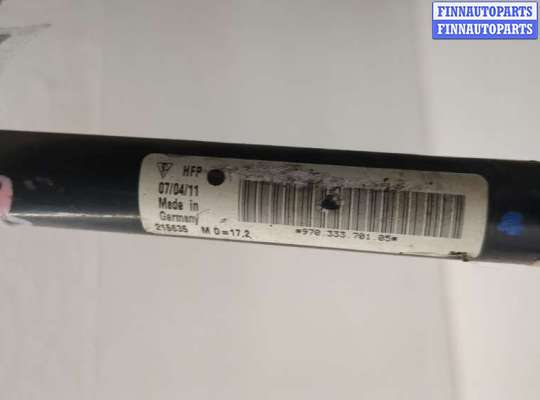 FINNAUTOPARTS
FINNAUTOPARTS
HFP
07/04/11
Made in
Germany
215635 M D=17,2
*970.333.701.05*